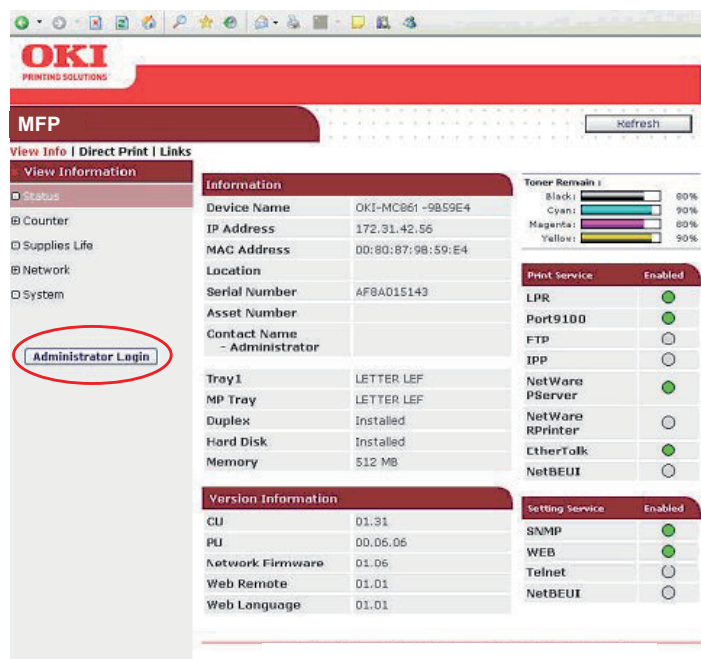 OKI
PRINTING SOLUTIONS
MFP
Refresh
View Info | Direct Print | Links
View Information
Status
Counter
Supplies Life
Network
System
Administrator Login
Information
Device Name OKI-MC861-9B59E4
IP Address 172.31.42.56
MAC Address 00:80:87:9B:59:E4
Location
Serial Number AF8A015143
Asset Number
Contact Name
- Administrator
Tray1 LETTER LEF
MP Tray LETTER LEF
Duplex Installed
Hard Disk Installed
Memory 512 MB
Version Information
CU 01.31
PU 00.06.06
Network Firmware 01.06
Web Remote 01.01
Web Language 01.01
Toner Remain :
Black: 80%
Cyan: 90%
Magenta: 80%
Yellow: 90%
Print Service Enabled
LPR
Port9100
FTP
IPP
NetWare
PServer
NetWare
RPrinter
EtherTalk
NetBEUI
Setting Service Enabled
SNMP
WEB
Telnet
NetBEUI